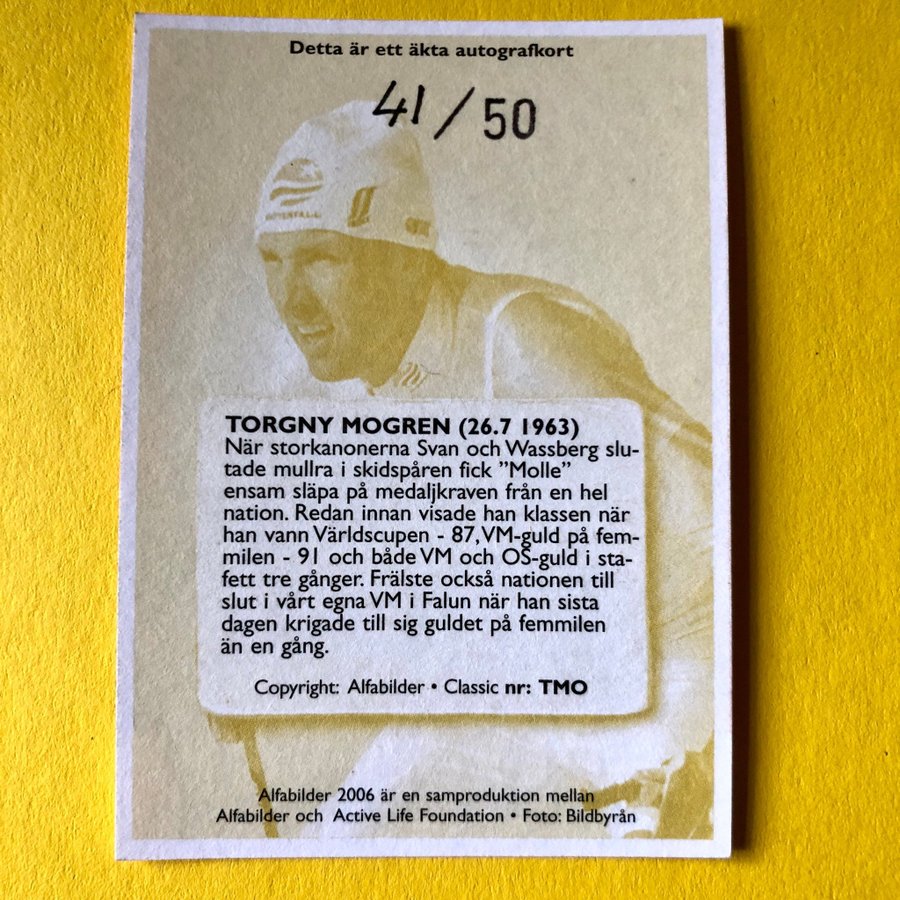 Detta är ett äkta autografkort
41/50
TORGNY MOGREN (26.7 1963)
När storkanonerna Svan och Wassberg slu-
tade mullra i skidspåren fick ”Molle”
ensam släpa på medaljkraven från en hel
nation. Redan innan visade han klassen när
han vann Världscupen - 87, VM-guld på fem-
milen - 91 och både VM och OS-guld i sta-
fett tre gånger. Frälste också nationen till
slut i vårt egna VM i Falun när han sista
dagen krigade till sig guldet på femmilen
än en gång.
Copyright: Alfabilder • Classic nr: TMO
Alfabilder 2006 är en samproduktion mellan
Alfabilder och Active Life Foundation • Foto: Bildbyrån